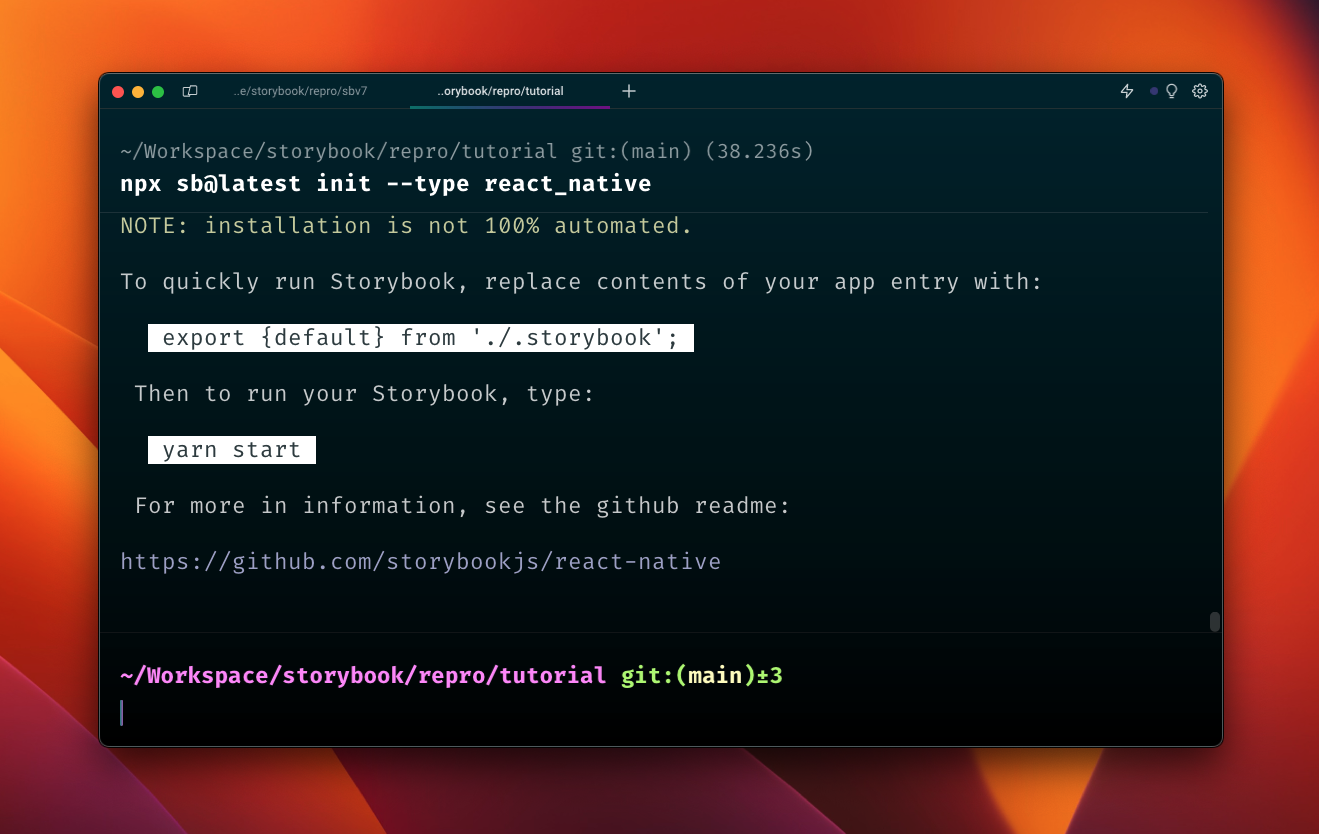 ..e/storybook/repro/sbv7
..orybook/repro/tutorial
~/Workspace/storybook/repro/tutorial git:(main) (38.236s)
npx sb@latest init --type react_native
NOTE: installation is not 100% automated.
To quickly run Storybook, replace contents of your app entry with:
export {default} from './.storybook';
Then to run your Storybook, type:
yarn start
For more in information, see the github readme:
https://github.com/storybookjs/react-native
~/Workspace/storybook/repro/tutorial git:(main)±3